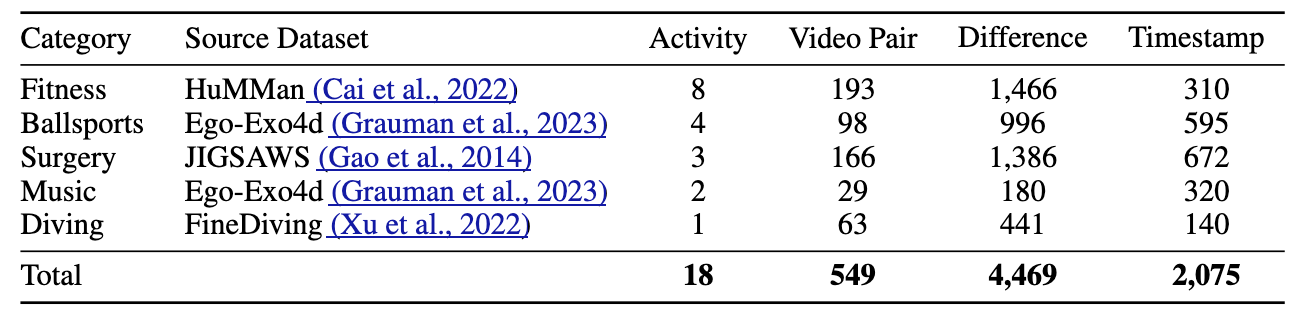 Category Source Dataset Activity Video Pair Difference Timestamp
Fitness HuMMan (Cai et al., 2022) 8 193 1,466 310
Ballsports Ego-Exo4d (Grauman et al., 2023) 4 98 996 595
Surgery JIGSAWS (Gao et al., 2014) 3 166 1,386 672
Music Ego-Exo4d (Grauman et al., 2023) 2 29 180 320
Diving FineDiving (Xu et al., 2022) 1 63 441 140
Total 18 549 4,469 2,075